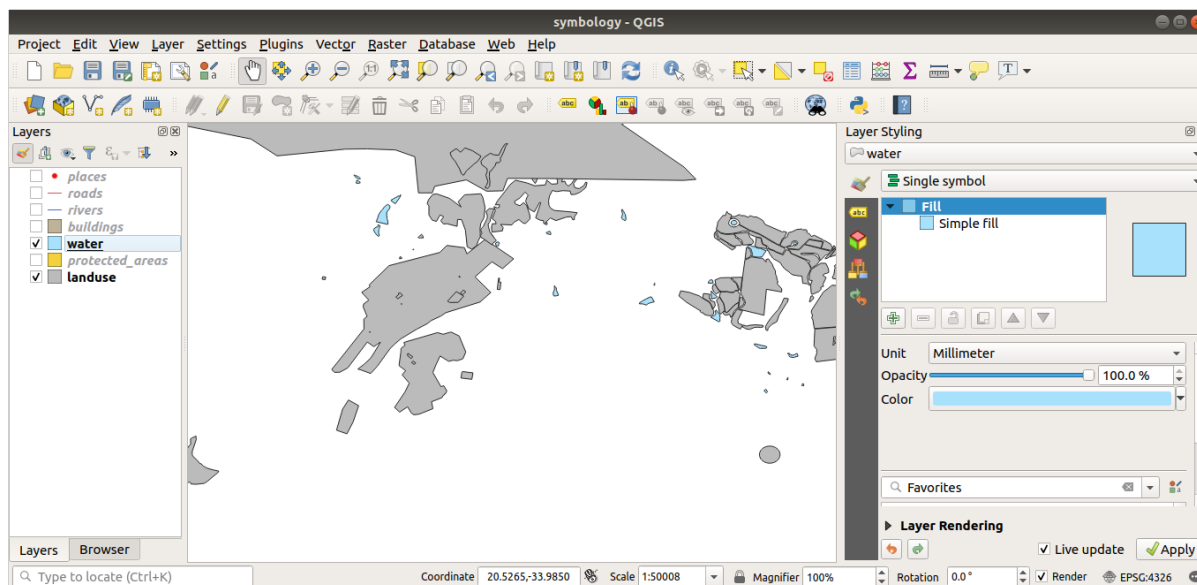 symbology - QGIS
Project Edit View Layer Settings Plugins Vector Raster Database Web Help
Layers
places
roads
rivers
buildings
water
protected_areas
landuse
Layers Browser
Layer Styling
water
Single symbol
Fill
Simple fill
Unit Millimeter
Opacity 100.0 %
Color
Favorites
Layer Rendering
Live update Apply
Type to locate (Ctrl+K) Coordinate 20.5265,-33.9850 Scale 1:50008 Magnifier 100% Rotation 0.0° Render EPSG:4326